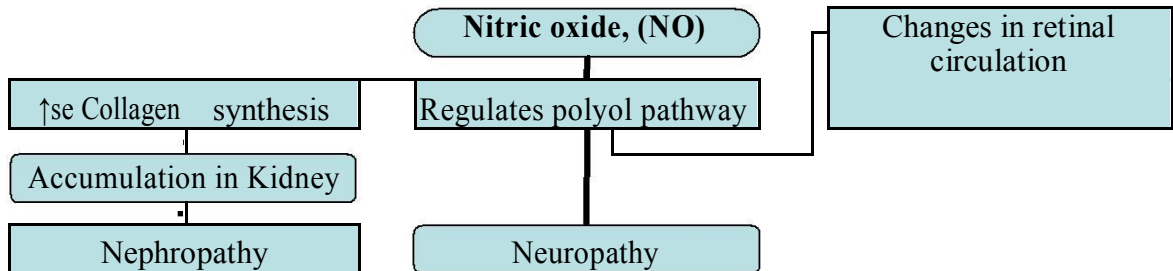 Nitric oxide, (NO)
Changes in retinal
circulation
↑se Collagen synthesis
Regulates polyol pathway
Accumulation in Kidney
Nephropathy
Neuropathy